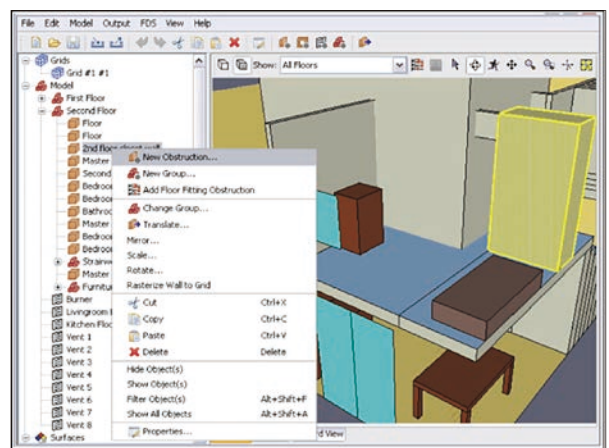 File Edit Model Output FDS View Help
Show: All Floors
Grids
Grid #1 #1
Model
First Floor
Second Floor
Floor
Floor
2nd floor closet wall
Master
Second
Bedroo
Bedroo
Bathroo
Master
Bedroo
Bedroo
Stairwe
Master
Furnitu
Burner
Livingroom
Kitchen Floo
Vent 1
Vent 2
Vent 3
Vent 4
Vent 5
Vent 6
Vent 7
Vent 8
Surfaces
New Obstruction...
New Group...
Add Floor Fitting Obstruction
Change Group...
Translate...
Mirror...
Scale...
Rotate...
Rasterize Wall to Grid
Cut Ctrl+X
Copy Ctrl+C
Paste Ctrl+V
Delete Delete
Hide Object(s)
Show Object(s)
Filter Object(s) Alt+Shift+F
Show All Objects Alt+Shift+A
Properties...
rd View